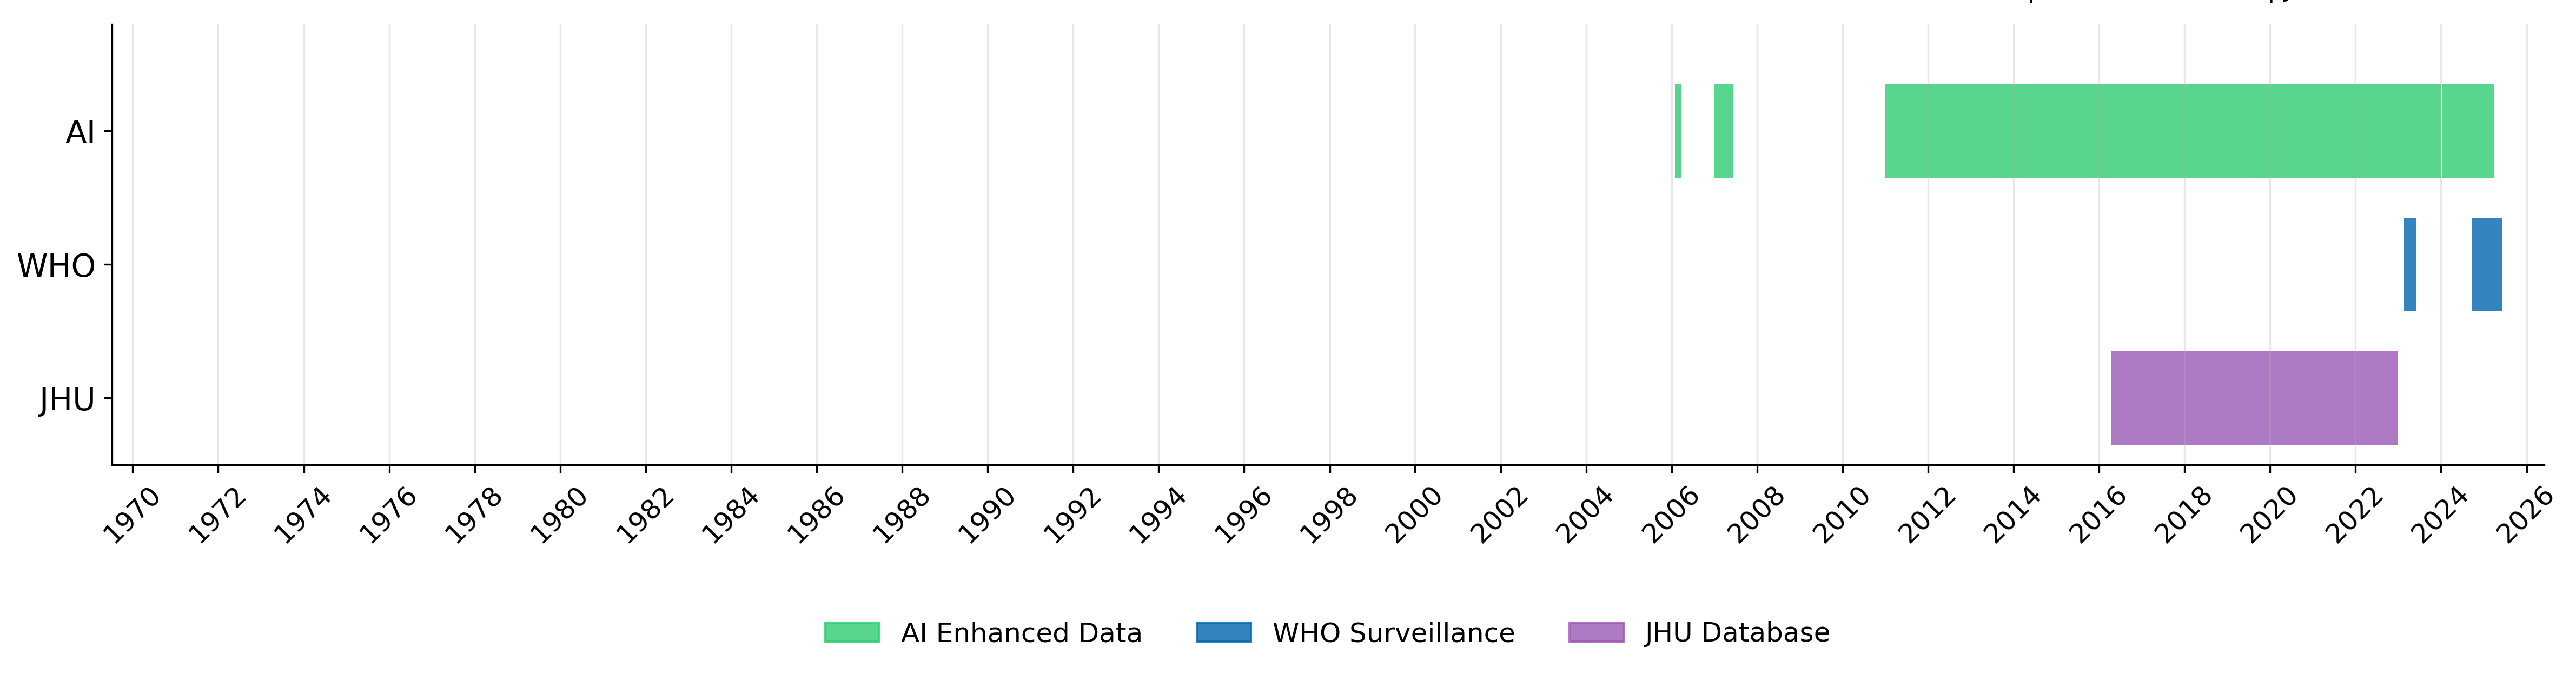 AI
WHO
JHU
1970 1972 1974 1976 1978 1980 1982 1984 1986 1988 1990 1992 1994 1996 1998 2000 2002 2004 2006 2008 2010 2012 2014 2016 2018 2020 2022 2024 2026
AI Enhanced Data WHO Surveillance JHU Database